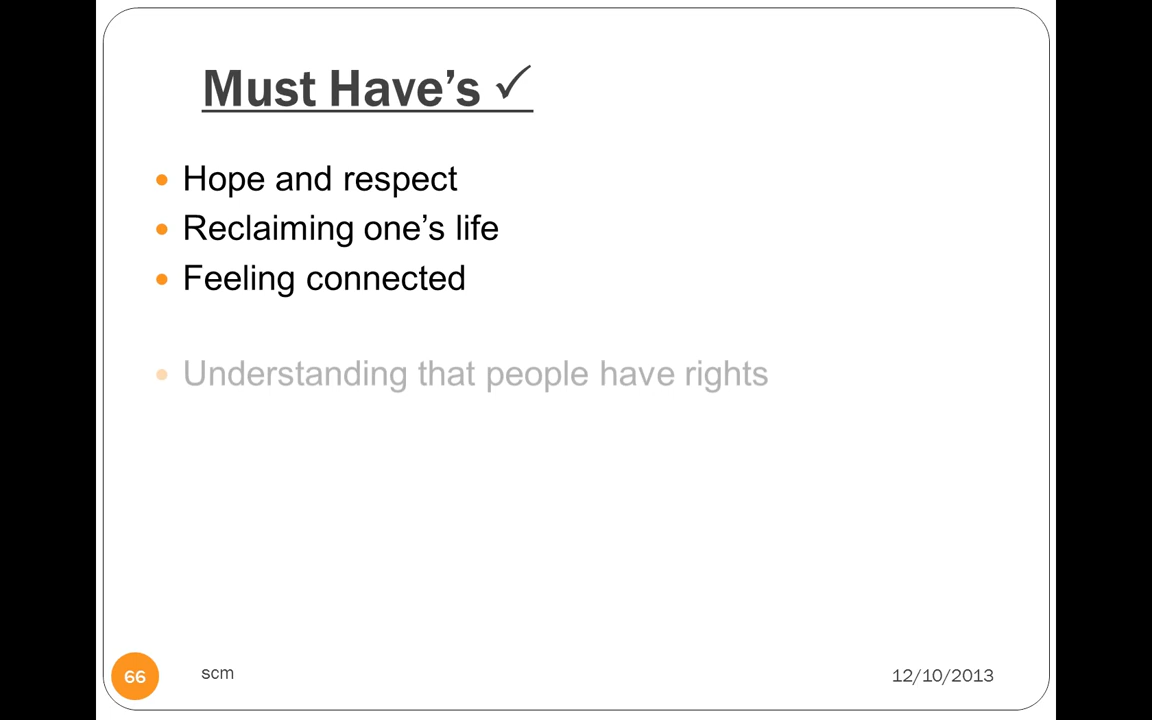 Must Have’s ✓
• Hope and respect
• Reclaiming one’s life
• Feeling connected
• Understanding that people have rights
66
scm
12/10/2013